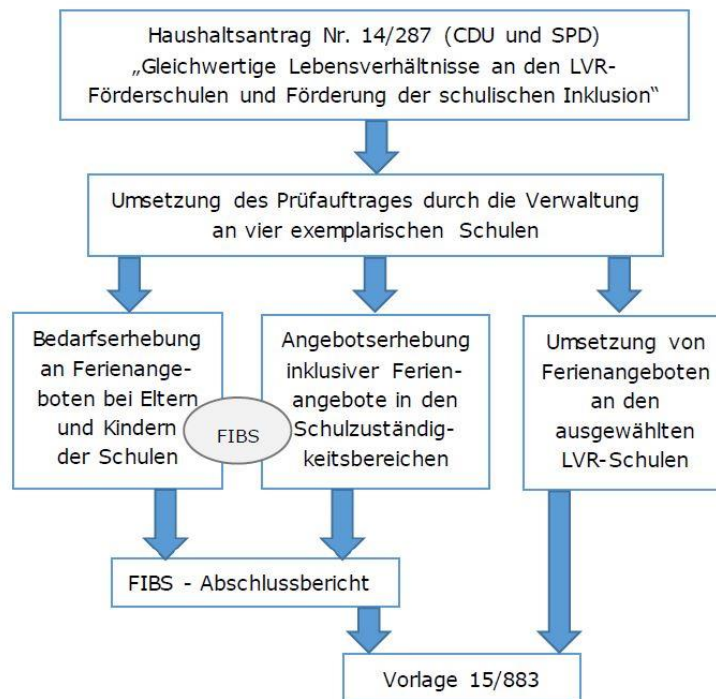 Haushaltsantrag Nr. 14/287 (CDU und SPD)
„Gleichwertige Lebensverhältnisse an den LVR-
Förderschulen und Förderung der schulischen Inklusion“
Umsetzung des Prüfauftrages durch die Verwaltung
an vier exemplarischen Schulen
Bedarfserhebung
an Ferienange-
boten bei Eltern
und Kindern
der Schulen
FIBS
Angebotserhebung
inklusiver Ferien-
angebote in den
Schulzuständig-
keitsbereichen
Umsetzung von
Ferienangeboten
an den
ausgewählten
LVR-Schulen
FIBS - Abschlussbericht
Vorlage 15/883